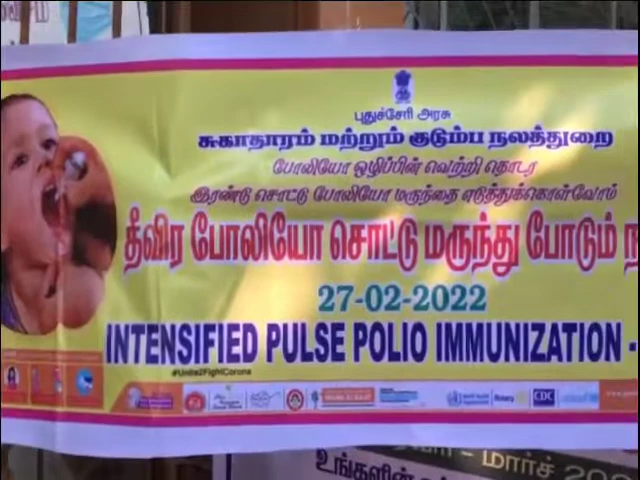 புதுச்சேரி அரசு
சுகாதாரம் மற்றும் குடும்ப நலத்துறை
போலியோ ஒழிப்பின் வெற்றி தொடர
இரண்டு சொட்டு போலியோ மருந்தை எடுத்துக்கொள்வோம்
தீவிர போலியோ சொட்டு மருந்து போடும்
27-02-2022
INTENSIFIED PULSE POLIO IMMUNIZATION -
#Unite2FightCorona
Rotary
CDC
உங்களின்
- மார்ச்